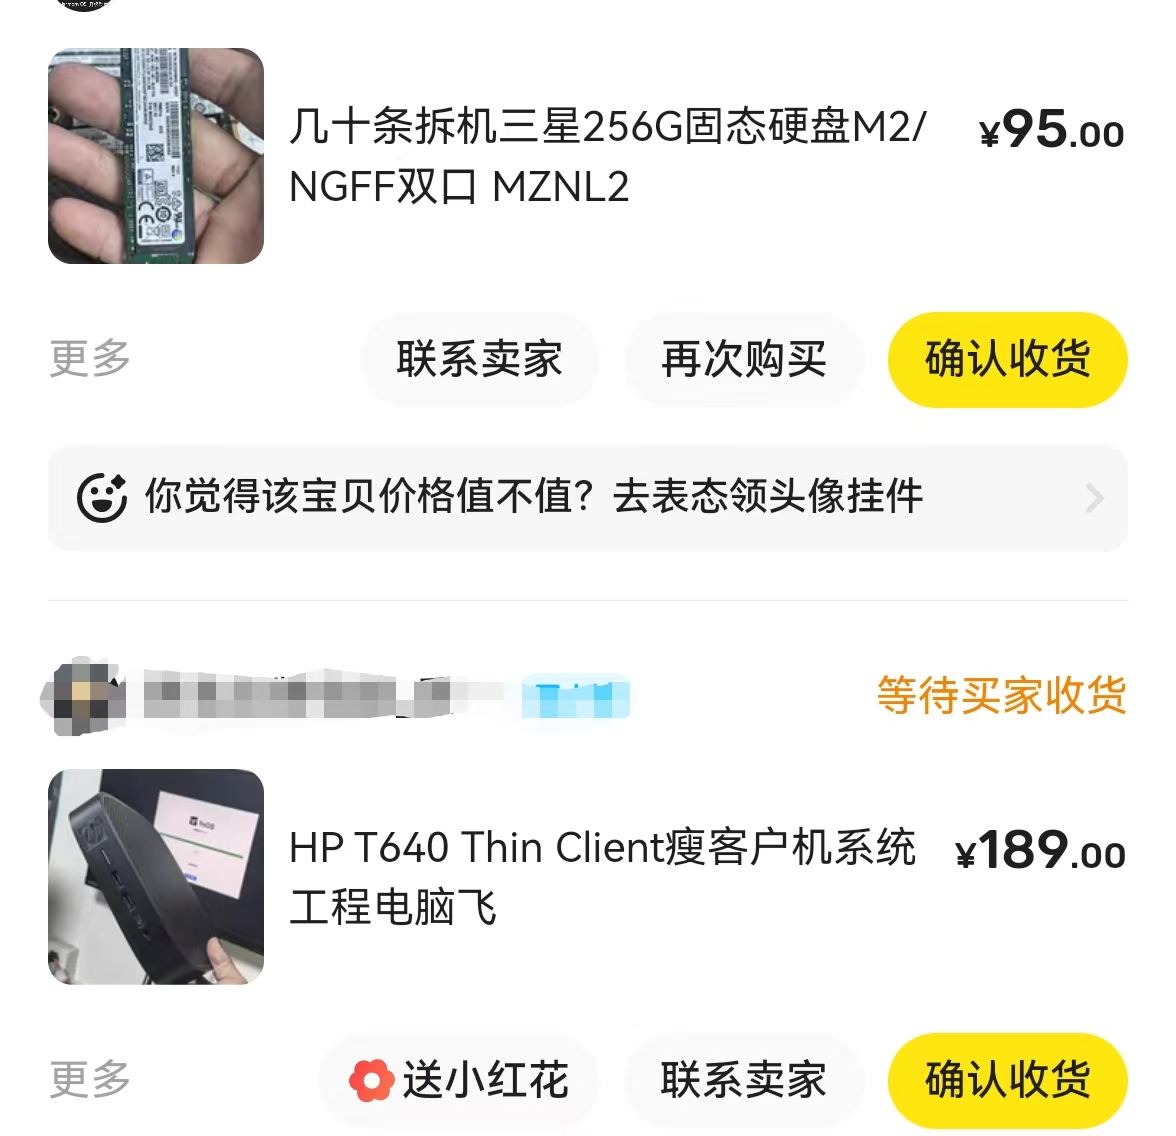 几十条拆机三星256G固态硬盘M2/
NGFF双口 MZNL2
¥95.00
更多
联系卖家
再次购买
确认收货
你觉得该宝贝价格值不值？去表态领头像挂件
等待买家收货
HP T640 Thin Client瘦客户机系统
工程电脑飞
¥189.00
更多
送小红花
联系卖家
确认收货